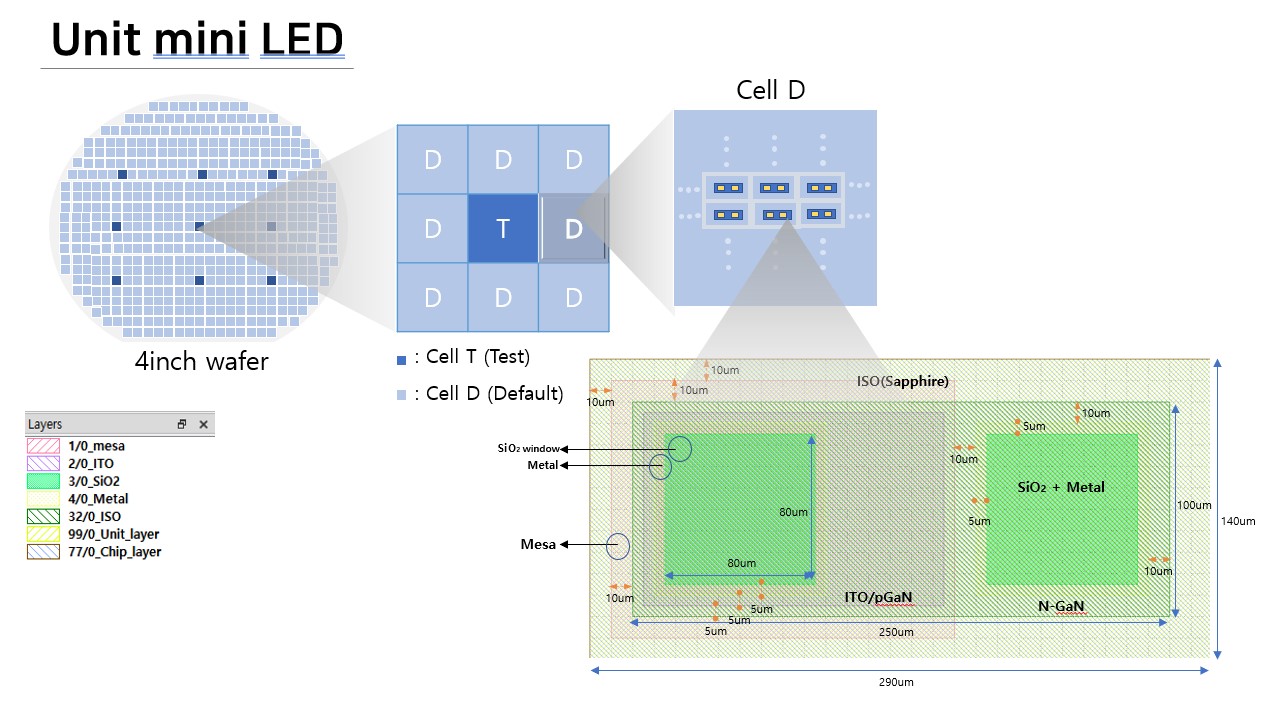 Unit mini LED
Cell D
D D D
D T D
D D D
4inch wafer
: Cell T (Test)
: Cell D (Default)
Layers
1/0_mesa
2/0_ITO
3/0_SiO2
4/0_Metal
32/0_ISO
99/0_Unit_layer
77/0_Chip_layer
10um
ISO(Sapphire)
10um
10um
10um
5um
SiO₂ window
Metal
10um
SiO₂ + Metal
80um
100um
5um
140um
Mesa
80um
10um
10um
ITO/pGaN
5um
N-GaN
5um
5um
250um
290um